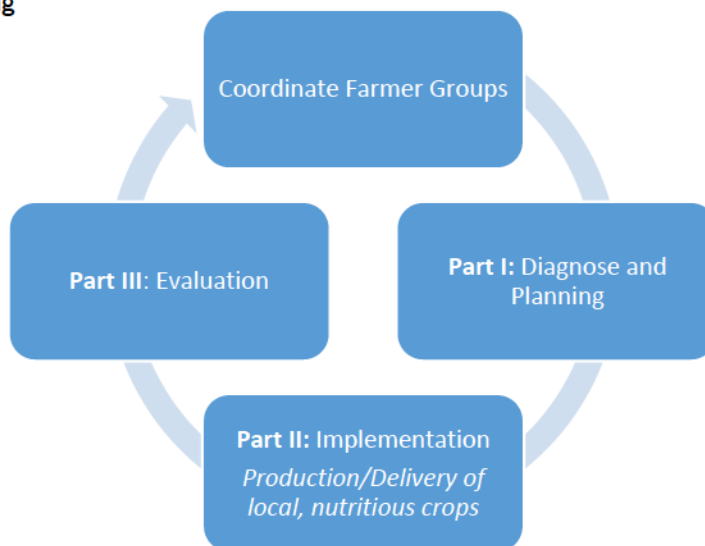 Coordinate Farmer Groups
Part I: Diagnose and
Planning
Part II: Implementation
Production/Delivery of
local, nutritious crops
Part III: Evaluation